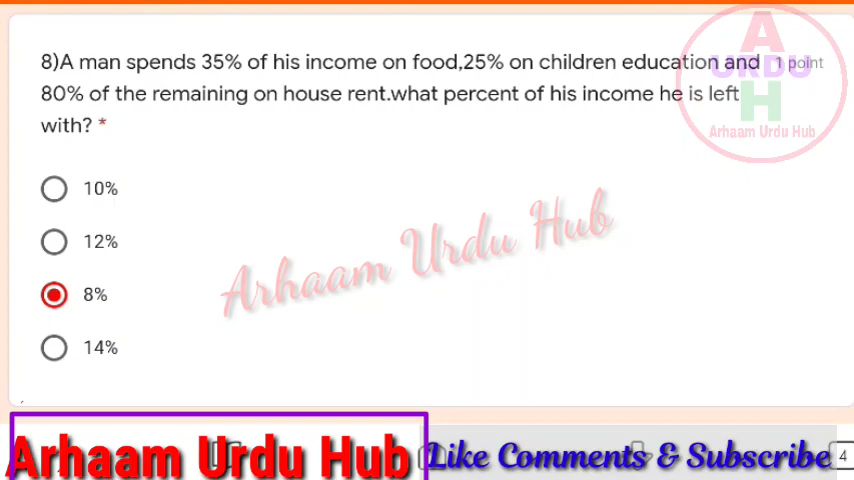 8)A man spends 35% of his income on food,25% on children education and 1 point
80% of the remaining on house rent.what percent of his income he is left
with? *
A
URDU
H
Arhaam Urdu Hub
10%
12%
8%
14%
Arhaam Urdu Hub
Arhaam Urdu Hub
Like Comments & Subscribe
4